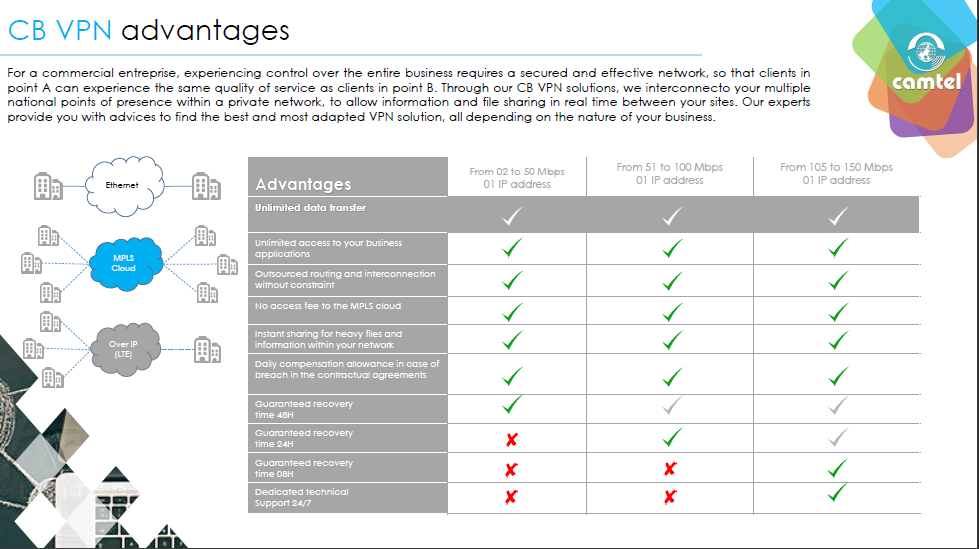 CB VPN advantages
camtel
For a commercial entreprise, experiencing control over the entire business requires a secured and effective network, so that clients in
point A can experience the same quality of service as clients in point B. Through our CB VPN solutions, we interconnecto your multiple
national points of presence within a private network, to allow information and file sharing in real time between your sites. Our experts
provide you with advices to find the best and most adapted VPN solution, all depending on the nature of your business.
Ethernet
MPLS
Cloud
Over IP
(LTE)
Advantages
From 02 to 50 Mbps
01 IP address
From 51 to 100 Mbps
01 IP address
From 105 to 150 Mbps
01 IP address
Unlimited data transfer
Unlimited access to your business
applications
Outsourced routing and interconnection
without constraint
No access fee to the MPLS cloud
Instant sharing for heavy files and
information within your network
Daily compensation allowance in case of
breach in the contractual agreements
Guaranteed recovery
time 48H
Guaranteed recovery
time 24H
Guaranteed recovery
time 08H
Dedicated technical
Support 24/7